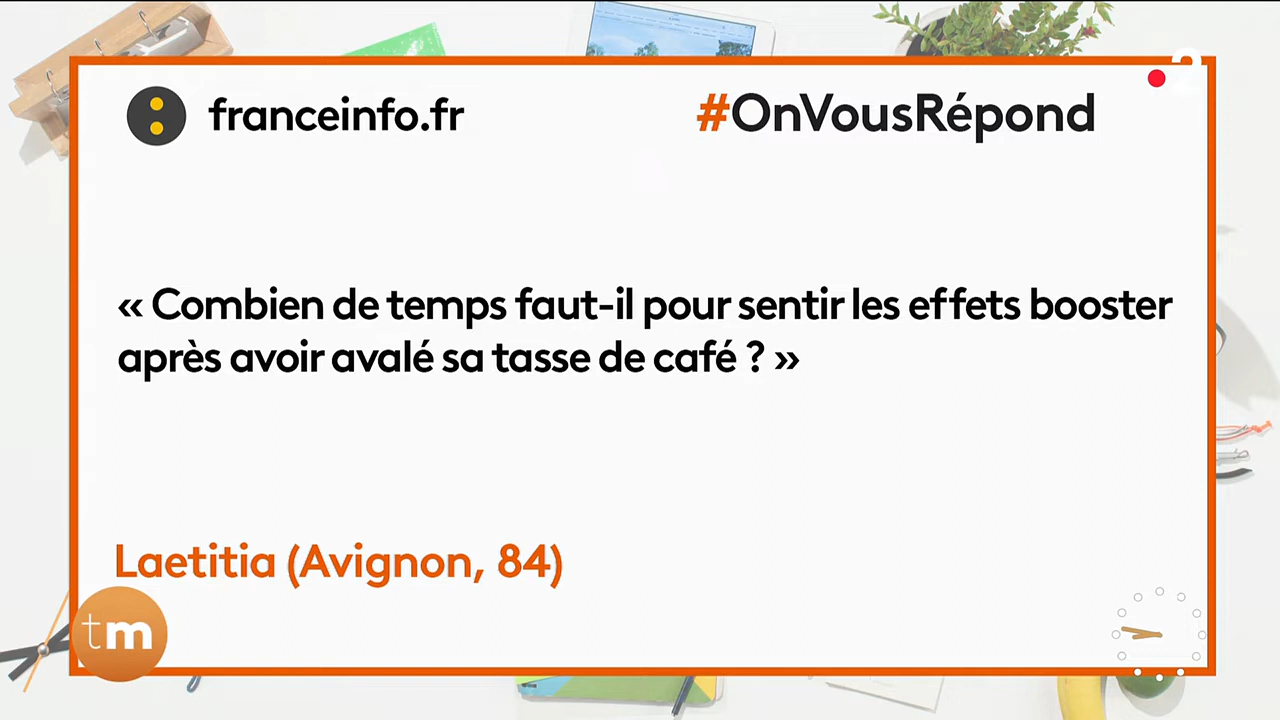 franceinfo.fr
#OnVousRépond
2
« Combien de temps faut-il pour sentir les effets booster
après avoir avalé sa tasse de café ? »
Laetitia (Avignon, 84)
tm